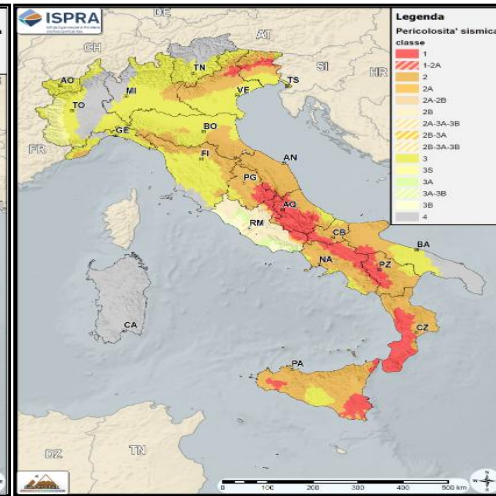 ISPRA
DE
CH
AT
SI
HR
FR
DZ
TN
AO
TO
MI
TN
VE
TS
GE
BO
FI
AN
PG
AQ
RM
CB
NA
BA
PZ
CZ
CA
PA
Legenda
Pericolosita' sismica
classe
1
1-2A
2
2A
2A-2B
2B
2A-3A-3B
2B-3A
2B-3A-3B
3
3S
3A
3A-3B
3B
4
0 100 200 300 400 500 km